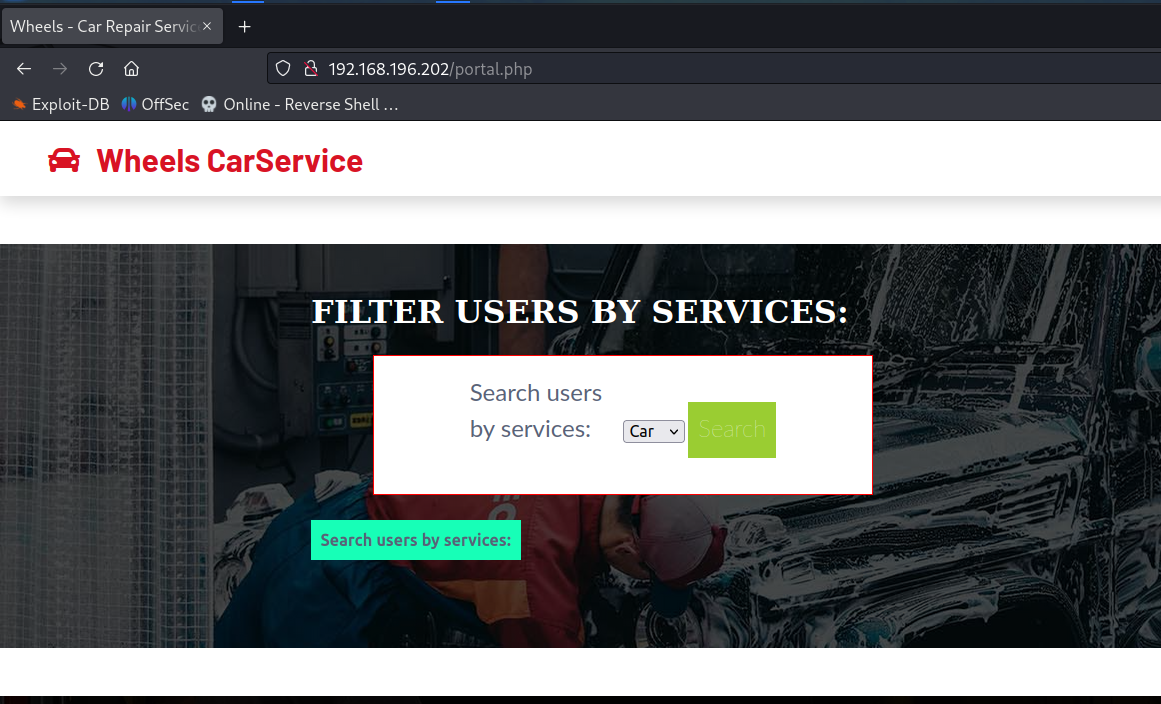 Wheels - Car Repair Servic
192.168.196.202/portal.php
Exploit-DB OffSec Online - Reverse Shell ...
Wheels CarService
FILTER USERS BY SERVICES:
Search users
by services: Car Search
Search users by services: